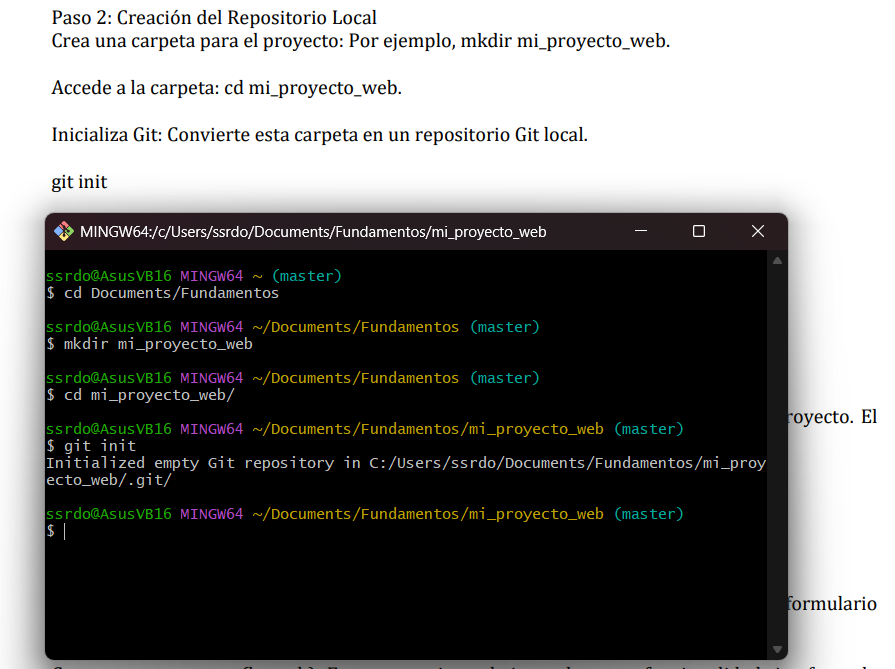 Paso 2: Creación del Repositorio Local
Crea una carpeta para el proyecto: Por ejemplo, mkdir mi_proyecto_web.
Accede a la carpeta: cd mi_proyecto_web.
Inicializa Git: Convierte esta carpeta en un repositorio Git local.
git init
MINGW64:/c/Users/ssrdo/Documents/Fundamentos/mi_proyecto_web
ssrdo@AsusVB16 MINGW64 ~ (master)
$ cd Documents/Fundamentos
ssrdo@AsusVB16 MINGW64 ~/Documents/Fundamentos (master)
$ mkdir mi_proyecto_web
ssrdo@AsusVB16 MINGW64 ~/Documents/Fundamentos (master)
$ cd mi_proyecto_web/
ssrdo@AsusVB16 MINGW64 ~/Documents/Fundamentos/mi_proyecto_web (master)
$ git init
Initialized empty Git repository in C:/Users/ssrdo/Documents/Fundamentos/mi_proy
ecto_web/.git/
ssrdo@AsusVB16 MINGW64 ~/Documents/Fundamentos/mi_proyecto_web (master)
$
royecto. El
formulario